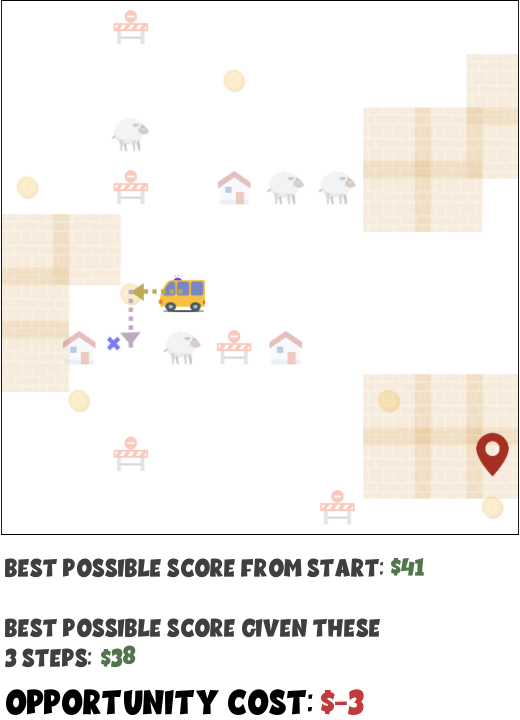 BEST POSSIBLE SCORE FROM START: $41
BEST POSSIBLE SCORE GIVEN THESE
3 STEPS: $38
OPPORTUNITY COST: $-3